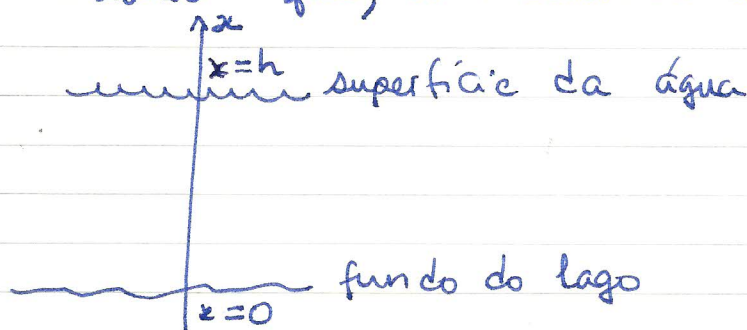 x
x=h superfície da água
fundo do lago
x=0